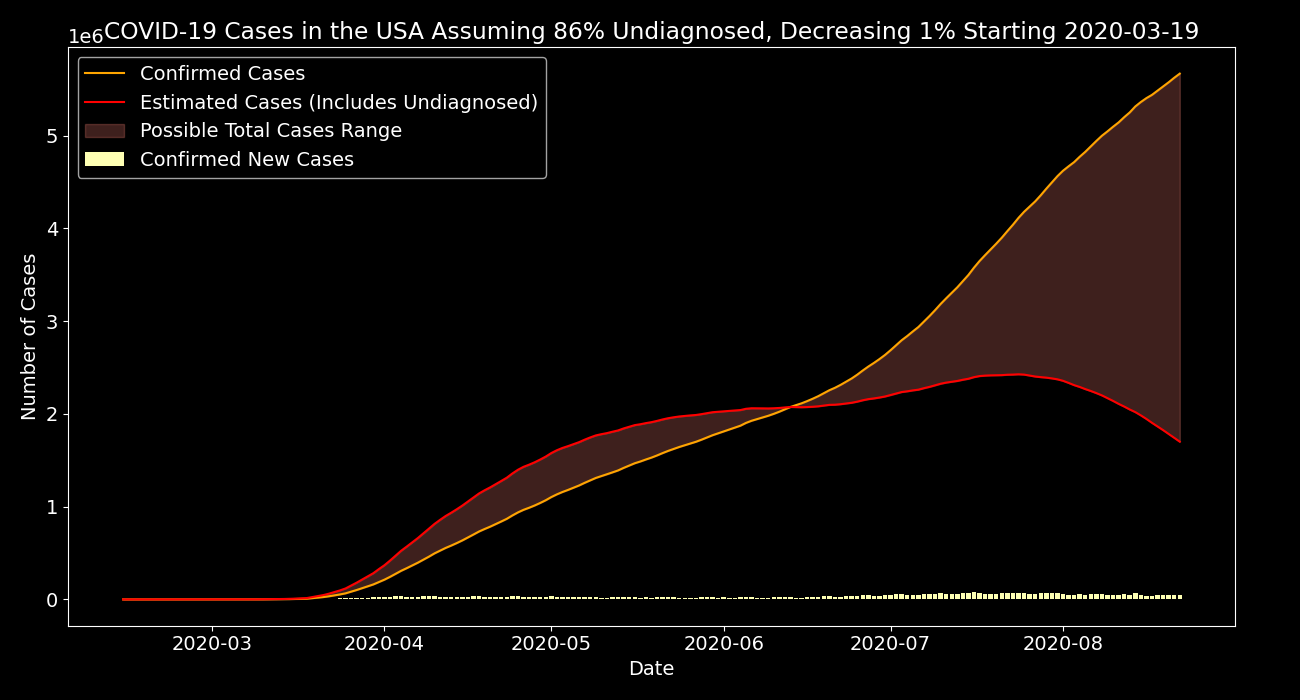 COVID-19 Cases in the USA Assuming 86% Undiagnosed, Decreasing 1% Starting 2020-03-19
1e6
Confirmed Cases
Estimated Cases (Includes Undiagnosed)
Possible Total Cases Range
Confirmed New Cases
Number of Cases
5
4
3
2
1
0
2020-03 2020-04 2020-05 2020-06 2020-07 2020-08
Date